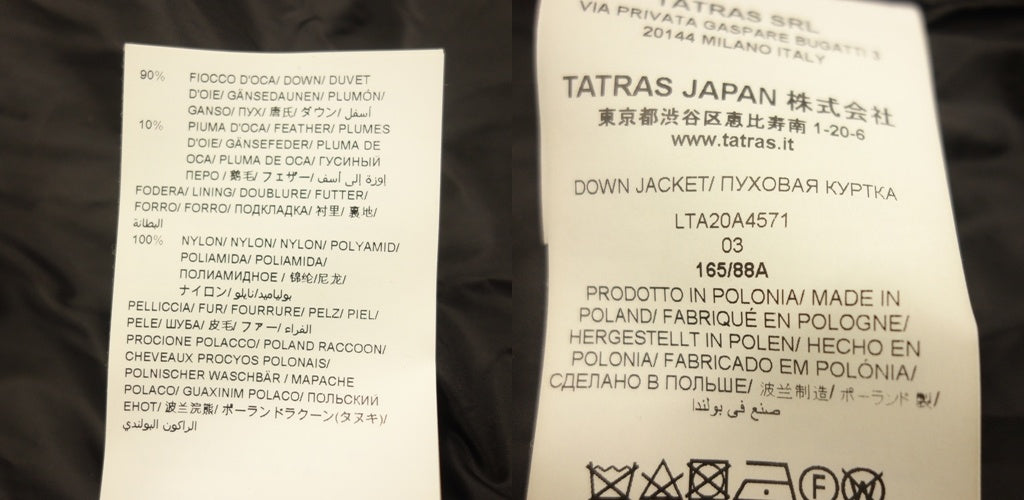 90% FIOCCO D'OCA/ DOWN/ DUVET
D'OIE/ GÄNSEDAUNEN/ PLUMÓN/
GANSO/ ПУХ/ 唐氏/ ダウン/ أسفل/
10% PIUMA D'OCA/ FEATHER/ PLUMES
D'OIE/ GÄNSEFEDER/ PLUMA DE
OCA/ PLUMA DE OCA/ ГУСИНЫЙ
ПЕРО / 鹅毛/ フェザー/ إوزة إلى أسف
FODERA/ LINING/ DOUBLURE/ FUTTER/
FORRO/ FORRO/ ПОДКЛАДКА/ 衬里/ 裏地/
البطانة
100% NYLON/ NYLON/ NYLON/ POLYAMID/
POLIAMIDA/ POLIAMIDA/
ПОЛИАМИДНОЕ / 锦纶/尼龙/
ナイロン/ بولياميد/نايلو
PELLICCIA/ FUR/ FOURRURE/ PELZ/ PIEL/
PELE/ ШУБА/ 皮毛/ ファー/ الفراء/
PROCIONE POLACCO/ POLAND RACCOON/
CHEVEAUX PROCYOS POLONAIS/
POLNISCHER WASCHBÄR / MAPACHE
POLACO/ GUAXINIM POLACO/ ПОЛЬСКИЙ
ЕНОТ/ 波兰浣熊/ ポーランドラクーン(タヌキ)/
الراكون البولندي
TATRAS SRL
VIA PRIVATA GASPARE BUGATTI 3
20144 MILANO ITALY
TATRAS JAPAN 株式会社
東京都渋谷区恵比寿南 1-20-6
www.tatras.it
DOWN JACKET/ ПУХОВАЯ КУРТКА
LTA20A4571
03
165/88A
PRODOTTO IN POLONIA/ MADE IN
POLAND/ FABRIQUÉ EN POLOGNE/
HERGESTELLT IN POLEN/ HECHO EN
POLONIA/ FABRICADO EM POLÓNIA/
СДЕЛАНО В ПОЛЬШЕ/ 波兰制造/ ポーランド 製/
صنع في بولندا
F W